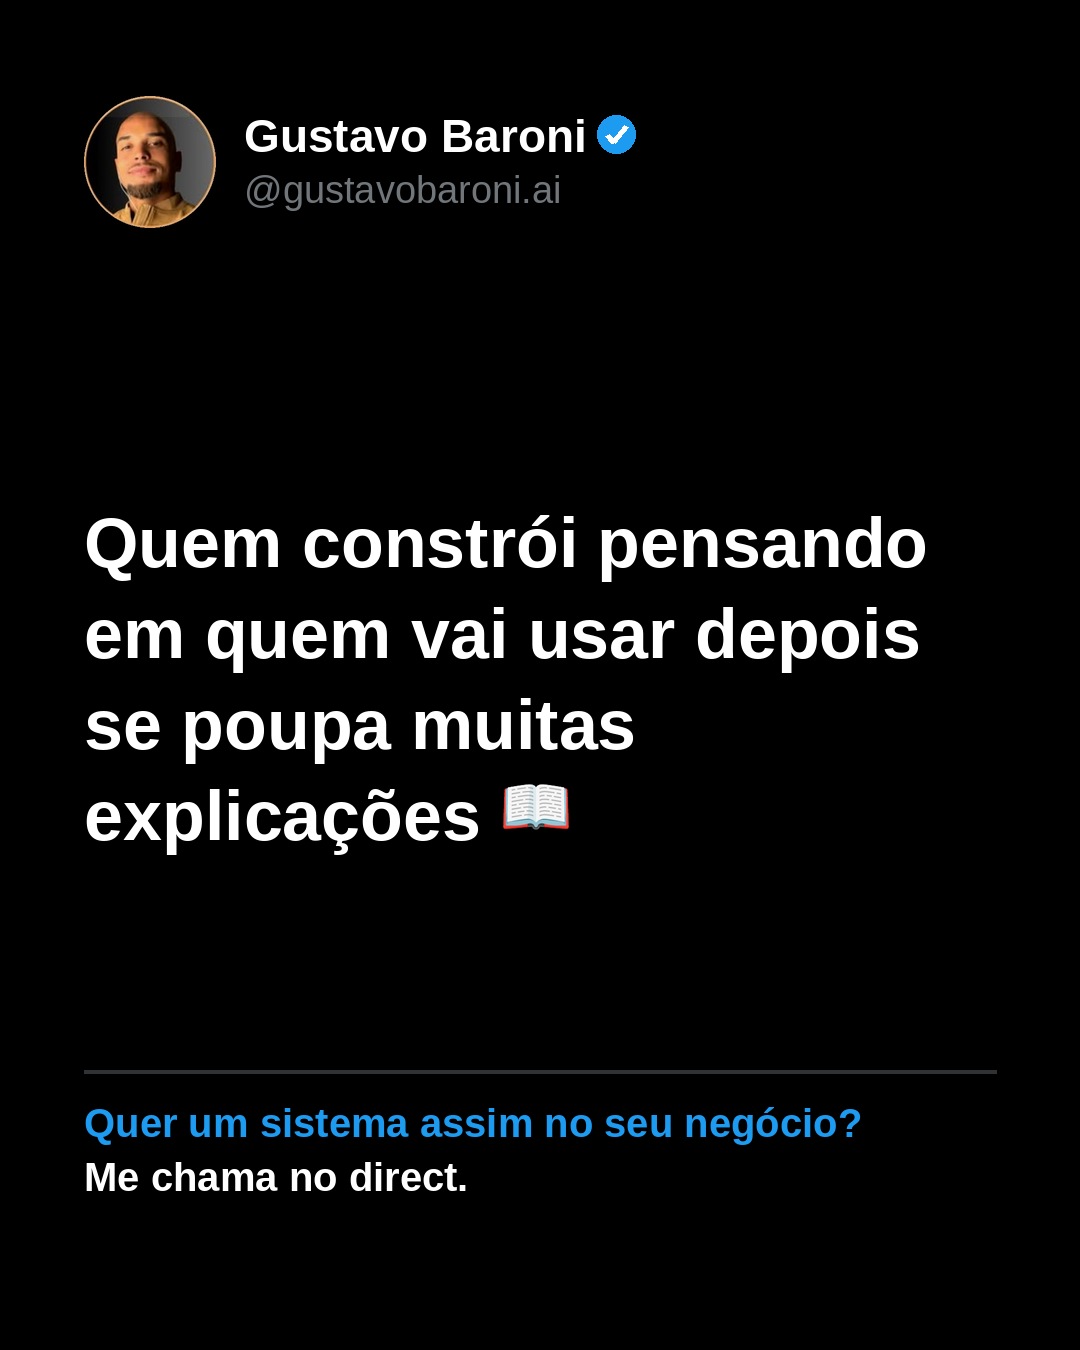 Gustavo Baroni
@gustavobaroni.ai
Quem constrói pensando
em quem vai usar depois
se poupa muitas
explicações 📖
Quer um sistema assim no seu negócio?
Me chama no direct.